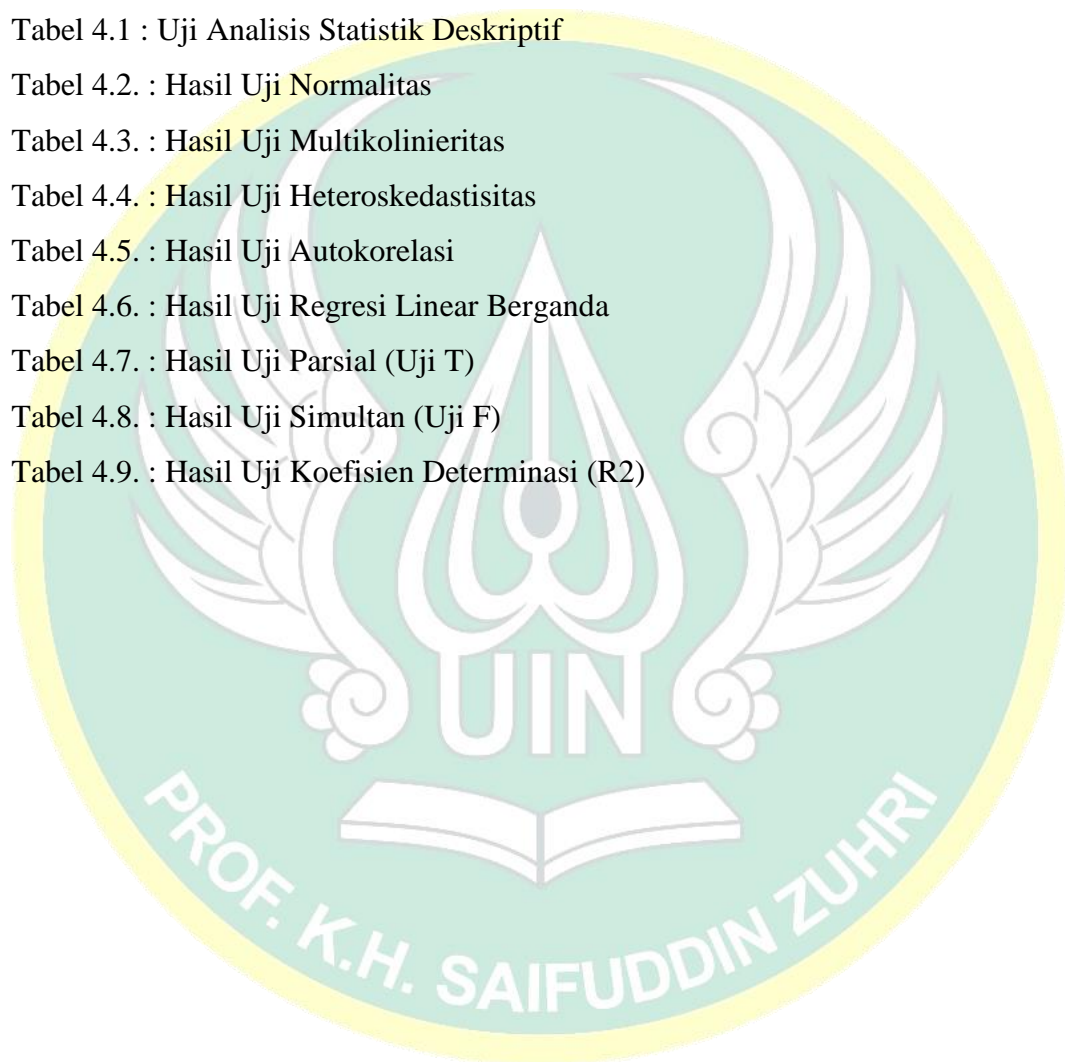 Tabel 4.1 : Uji Analisis Statistik Deskriptif
Tabel 4.2. : Hasil Uji Normalitas
Tabel 4.3. : Hasil Uji Multikolinieritas
Tabel 4.4. : Hasil Uji Heteroskedastisitas
Tabel 4.5. : Hasil Uji Autokorelasi
Tabel 4.6. : Hasil Uji Regresi Linear Berganda
Tabel 4.7. : Hasil Uji Parsial (Uji T)
Tabel 4.8. : Hasil Uji Simultan (Uji F)
Tabel 4.9. : Hasil Uji Koefisien Determinasi (R2)
UIN
PROF. K.H. SAIFUDDIN ZUHRI